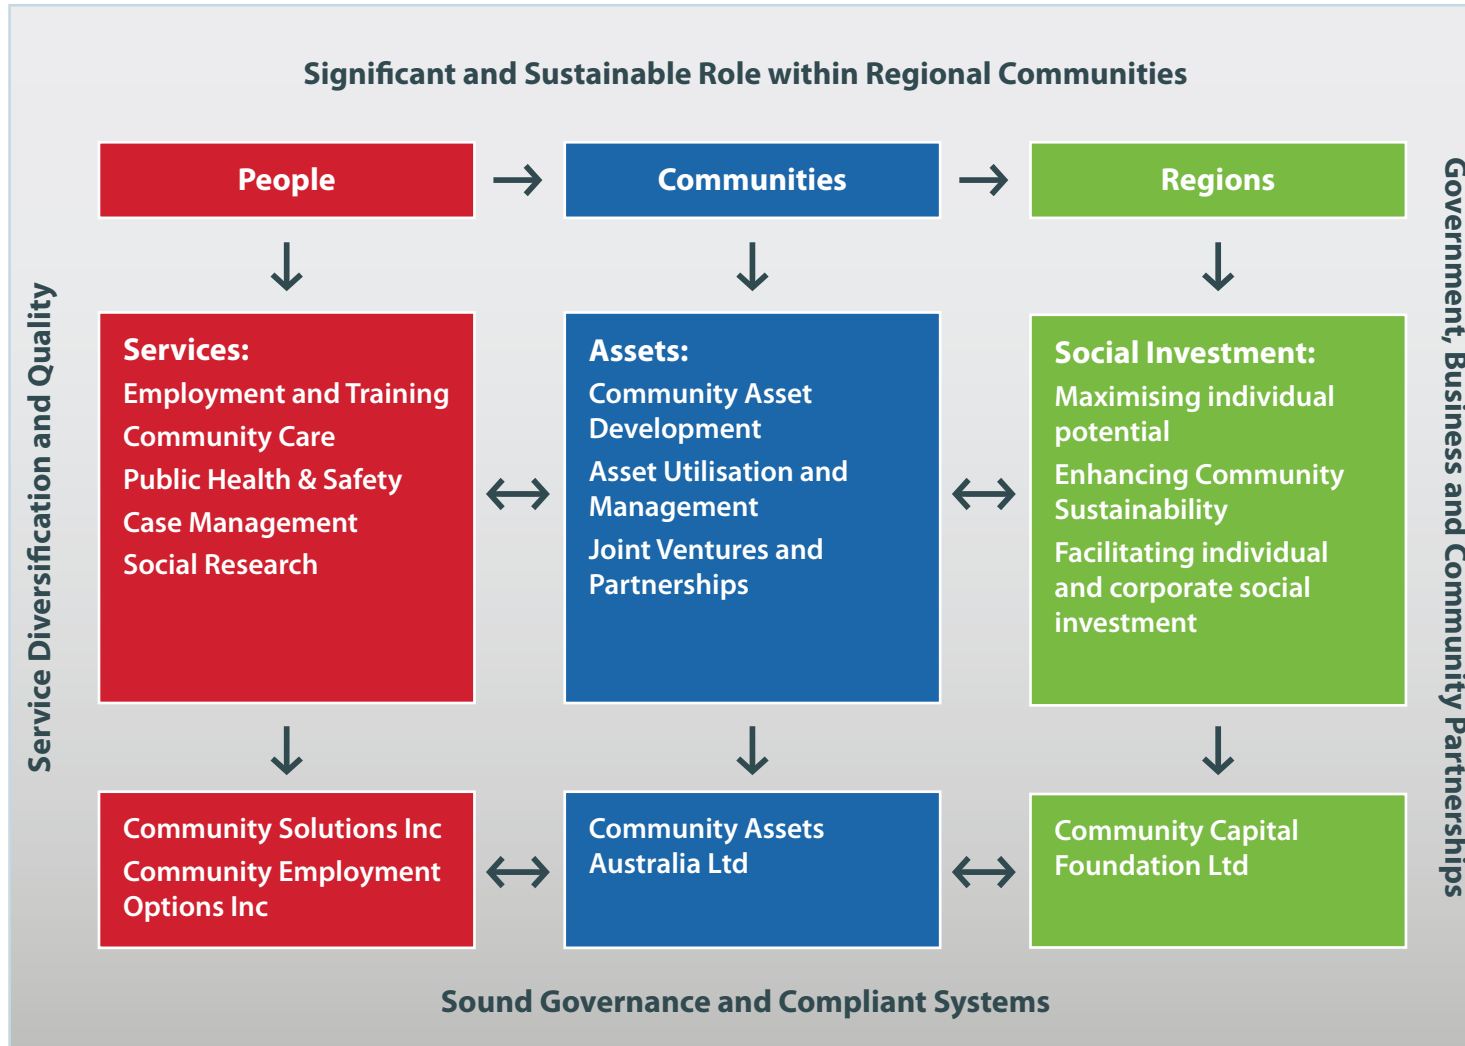 Significant and Sustainable Role within Regional Communities
People
Communities
Regions
Service Diversification and Quality
Government, Business and Community Partnerships
Services:
Employment and Training
Community Care
Public Health & Safety
Case Management
Social Research
Assets:
Community Asset
Development
Asset Utilisation and
Management
Joint Ventures and
Partnerships
Social Investment:
Maximising individual
potential
Enhancing Community
Sustainability
Facilitating individual
and corporate social
investment
Community Solutions Inc
Community Employment
Options Inc
Community Assets
Australia Ltd
Community Capital
Foundation Ltd
Sound Governance and Compliant Systems